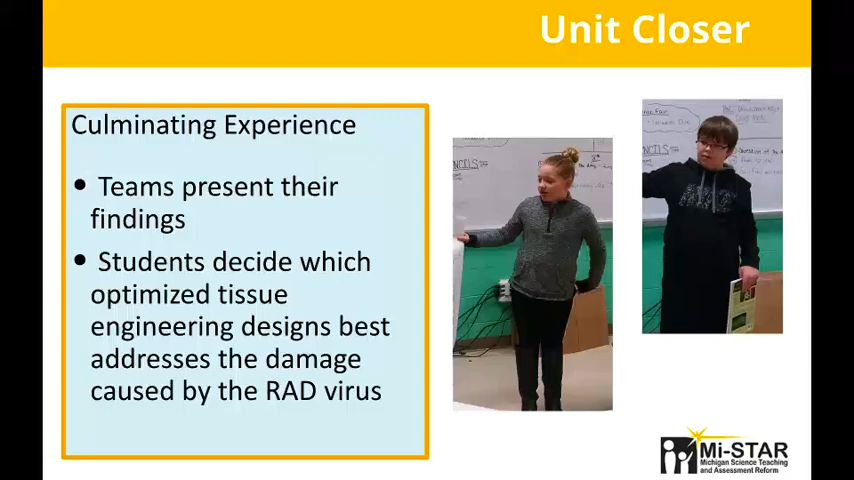 Unit Closer
Culminating Experience
• Teams present their
findings
• Students decide which
optimized tissue
engineering designs best
addresses the damage
caused by the RAD virus
Mi-STAR
Michigan Science Teaching
and Assessment Reform